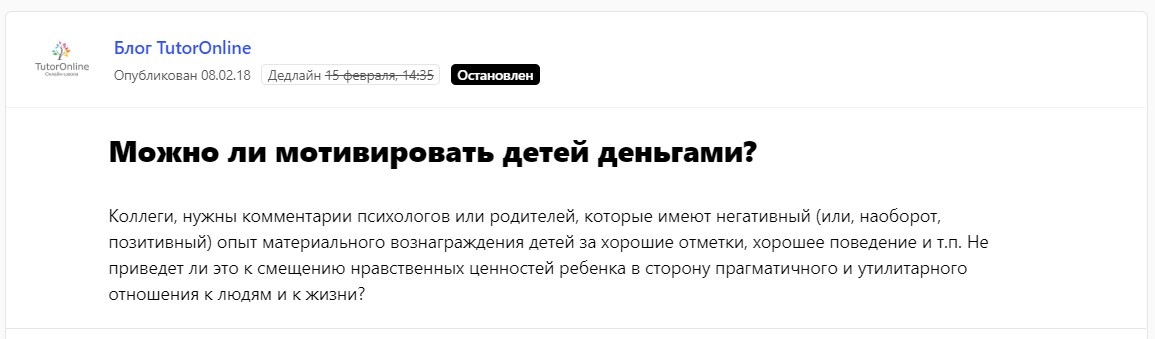 TutorOnline
Онлайн-школа
Блог TutorOnline
Опубликован 08.02.18 Дедлайн 15 февраля, 14:35 Остановлен
Можно ли мотивировать детей деньгами?
Коллеги, нужны комментарии психологов или родителей, которые имеют негативный (или, наоборот,
позитивный) опыт материального вознаграждения детей за хорошие отметки, хорошее поведение и т.п. Не
приведет ли это к смещению нравственных ценностей ребенка в сторону прагматичного и утилитарного
отношения к людям и к жизни?